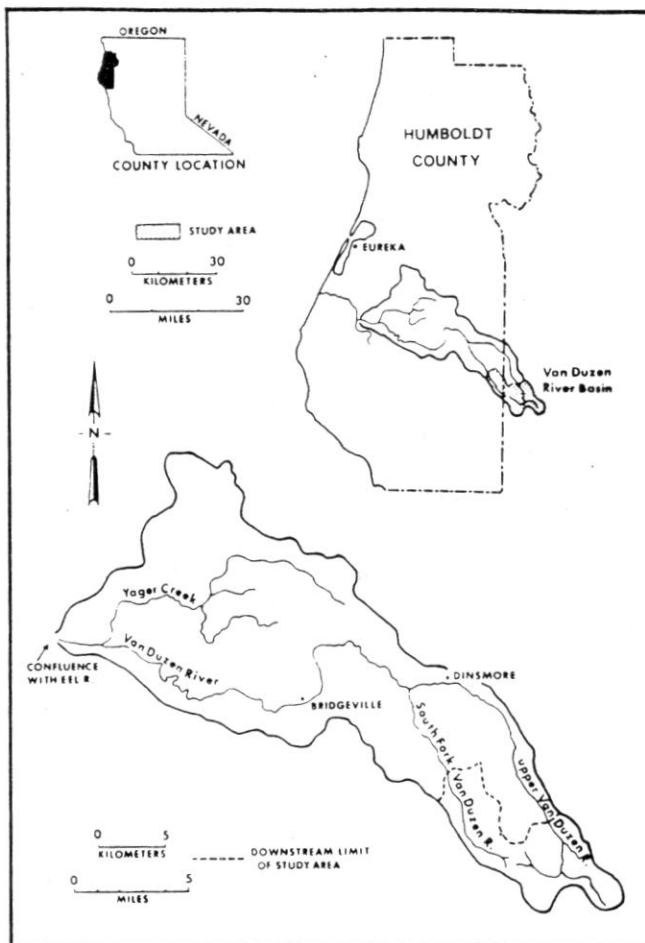 OREGON
NEVADA
COUNTY LOCATION
STUDY AREA
0 30
KILOMETERS
0 30
MILES
HUMBOLDT
COUNTY
EUREKA
Van Duzen
River Basin
- N -
Yager Creek
Van Duzen River
CONFLUENCE
WITH EEL R.
BRIDGEVILLE
DINSMORE
South Fork Van Duzen R.
upper Van Duzen R.
0 5
KILOMETERS
0 5
MILES
DOWNSTREAM LIMIT
OF STUDY AREA